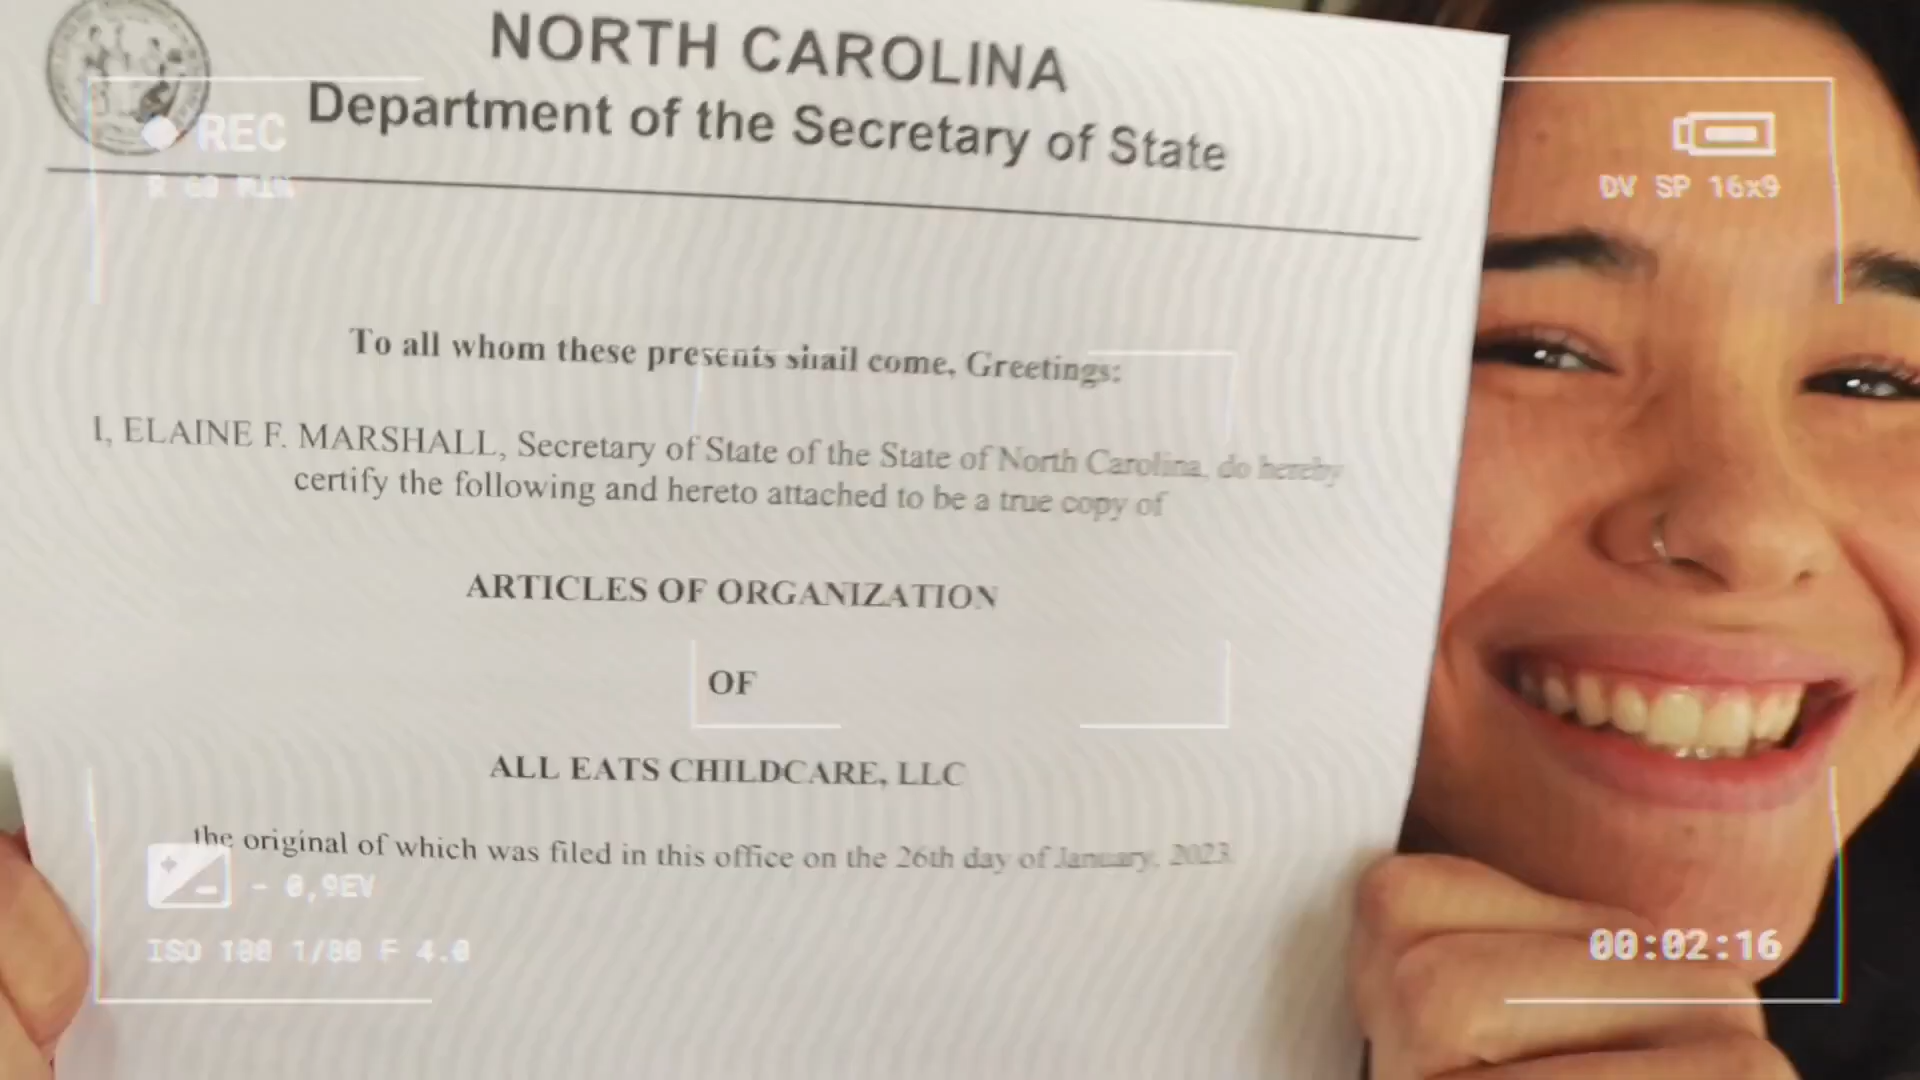 NORTH CAROLINA
Department of the Secretary of State
REC
DV SP 16x9
To all whom these presents shall come, Greetings:
I, ELAINE F. MARSHALL, Secretary of State of the State of North Carolina, do hereby
certify the following and hereto attached to be a true copy of
ARTICLES OF ORGANIZATION
OF
ALL EATS CHILDCARE, LLC
the original of which was filed in this office on the 26th day of January, 2023.
- 0,9EV
ISO 100 1/80 F 4.0
00:02:16